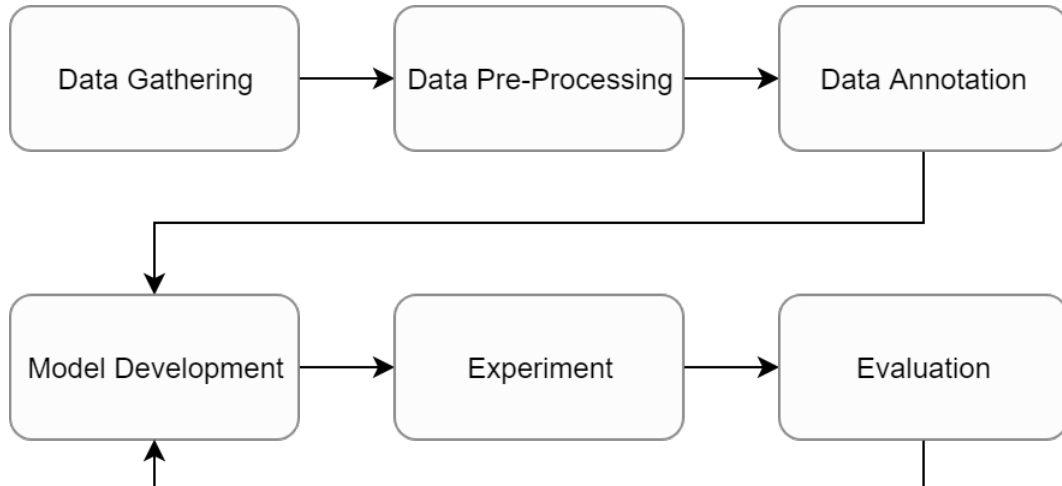 Data Gathering
Data Pre-Processing
Data Annotation
Model Development
Experiment
Evaluation